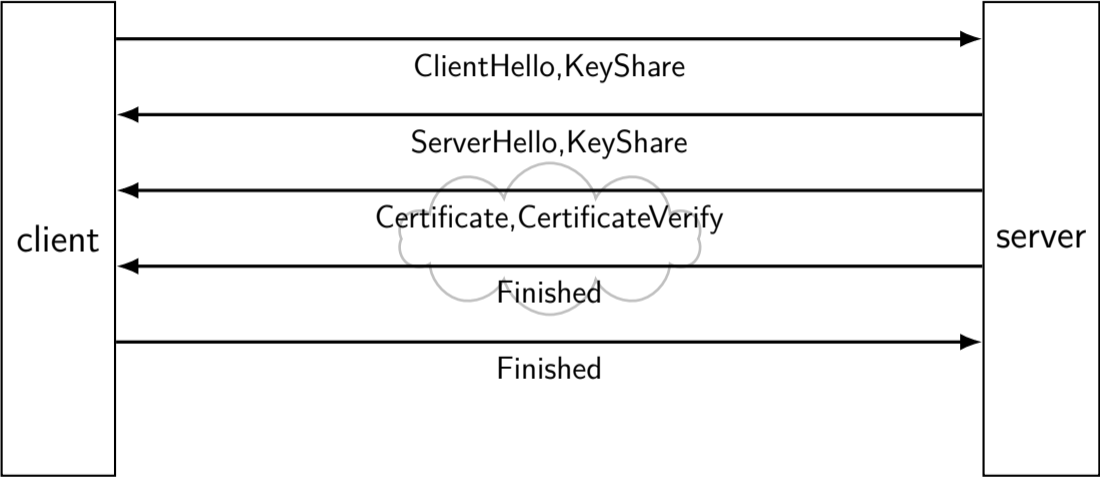 ClientHello,KeyShare
ServerHello,KeyShare
Certificate,CertificateVerify
client
server
Finished
Finished